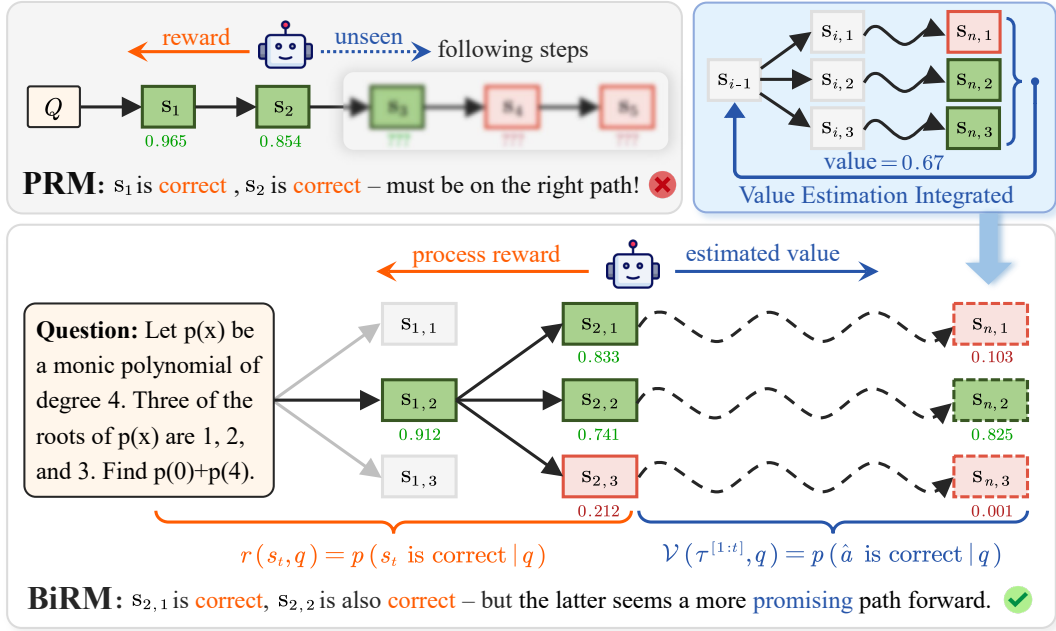 reward
unseen
following steps
Q
s1
s2
s3
s4
s5
0.965
0.854
???
???
???
PRM: s1 is correct , s2 is correct – must be on the right path!
si-1
si,1
si,2
si,3
sn,1
sn,2
sn,3
value = 0.67
Value Estimation Integrated
process reward
estimated value
Question: Let p(x) be
a monic polynomial of
degree 4. Three of the
roots of p(x) are 1, 2,
and 3. Find p(0)+p(4).
s1,1
s1,2
0.912
s1,3
s2,1
0.833
s2,2
0.741
s2,3
0.212
sn,1
0.103
sn,2
0.825
sn,3
0.001
r(st,q) = p(st is correct | q)
𝒱(τ[1:t],q) = p(â is correct | q)
BiRM: s2,1 is correct, s2,2 is also correct – but the latter seems a more promising path forward.